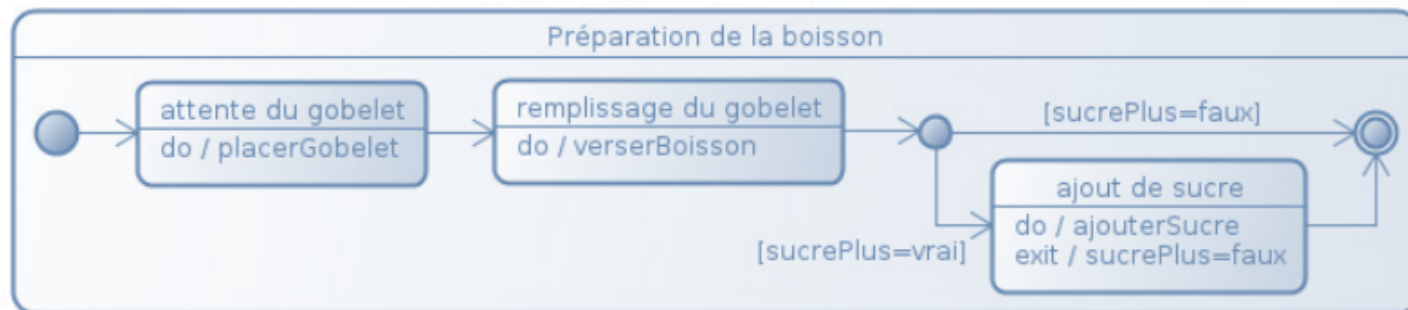 Préparation de la boisson
attente du gobelet
do / placerGobelet
remplissage du gobelet
do / verserBoisson
[sucrePlus=faux]
[sucrePlus=vrai]
ajout de sucre
do / ajouterSucre
exit / sucrePlus=faux